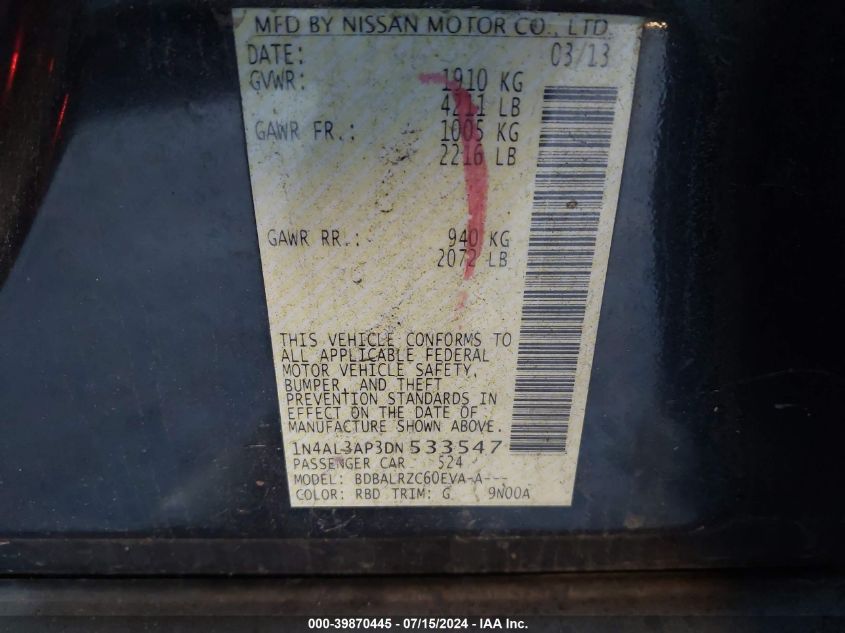 MFD BY NISSAN MOTOR CO., LTD.
DATE: 03/13
GVWR: 1910 KG
4211 LB
GAWR FR.: 1005 KG
2216 LB
GAWR RR.: 940 KG
2072 LB
THIS VEHICLE CONFORMS TO
ALL APPLICABLE FEDERAL
MOTOR VEHICLE SAFETY,
BUMPER, AND THEFT
PREVENTION STANDARDS IN
EFFECT ON THE DATE OF
MANUFACTURE SHOWN ABOVE.
1N4AL3AP3DN533547
PASSENGER CAR 524
MODEL: BDBALRZC60EVA-A---
COLOR: RBD TRIM: G 9N00A
000-39870445 - 07/15/2024 - IAA Inc.